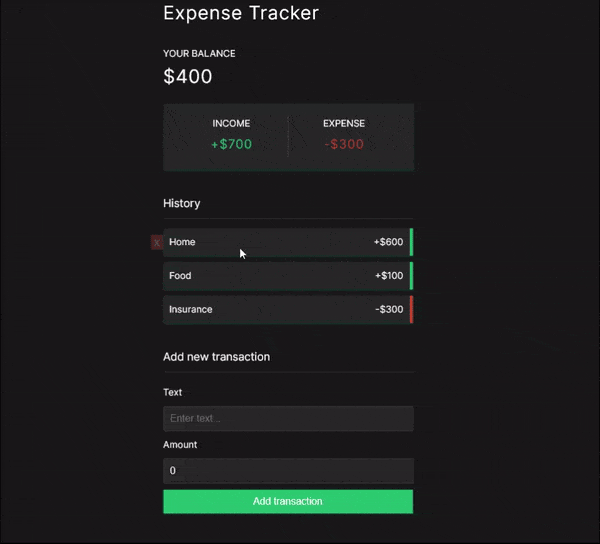 Expense Tracker
YOUR BALANCE
$400
INCOME EXPENSE
+$700 -$300
History
X Home +$600
Food +$100
Insurance -$300
Add new transaction
Text
Enter text...
Amount
0
Add transaction